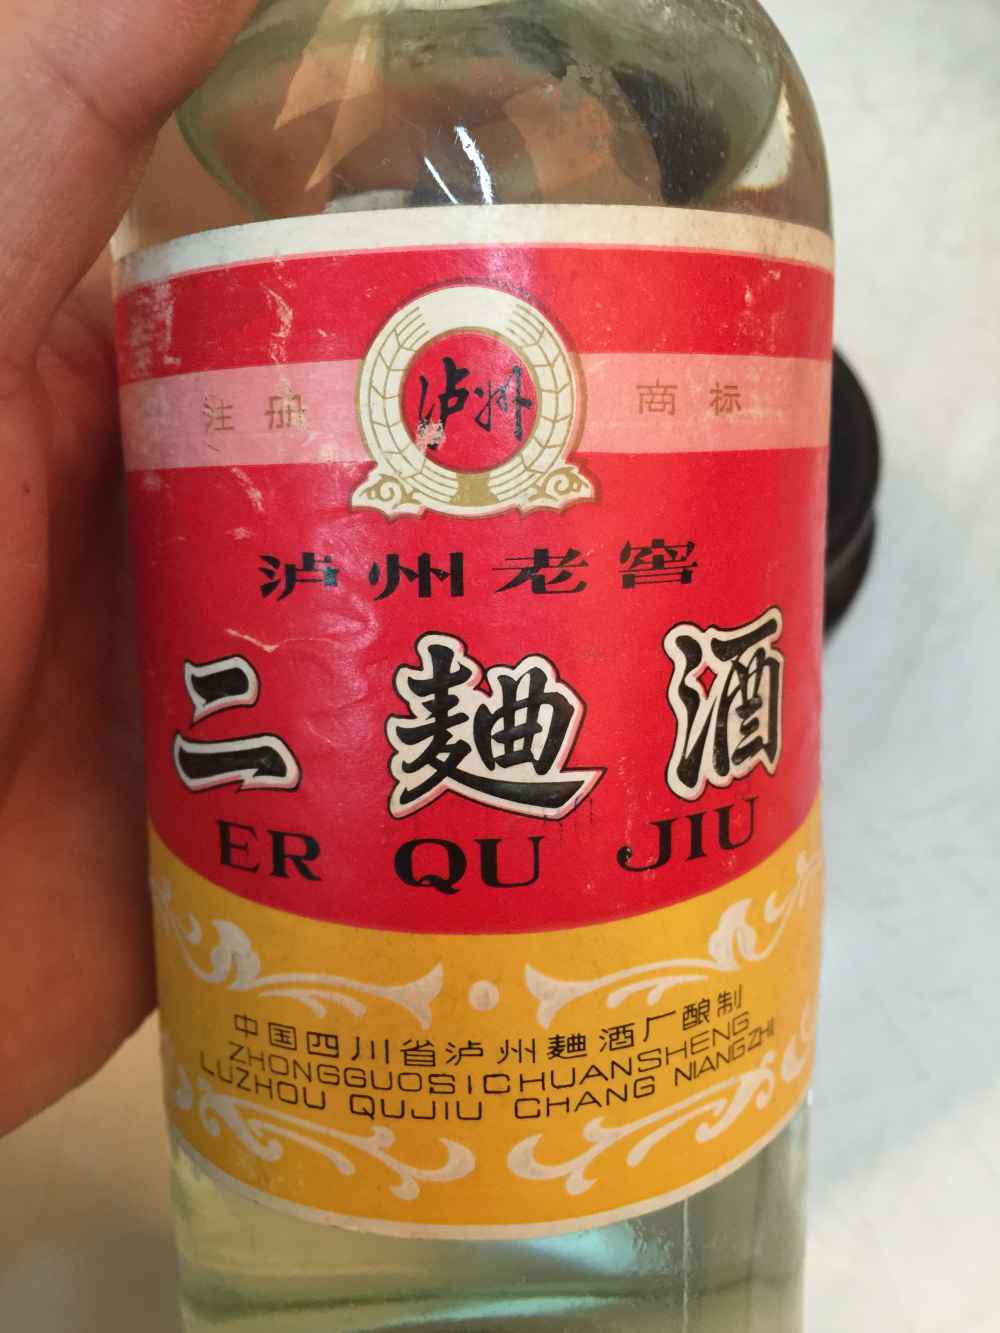 泸州
注册 商标
泸州老窖
二麯酒
ER QU JIU
中国四川省泸州麯酒厂酿制
ZHONGGUOSICHUANSHENG
LUZHOU QUJIU CHANG NIANGZHI